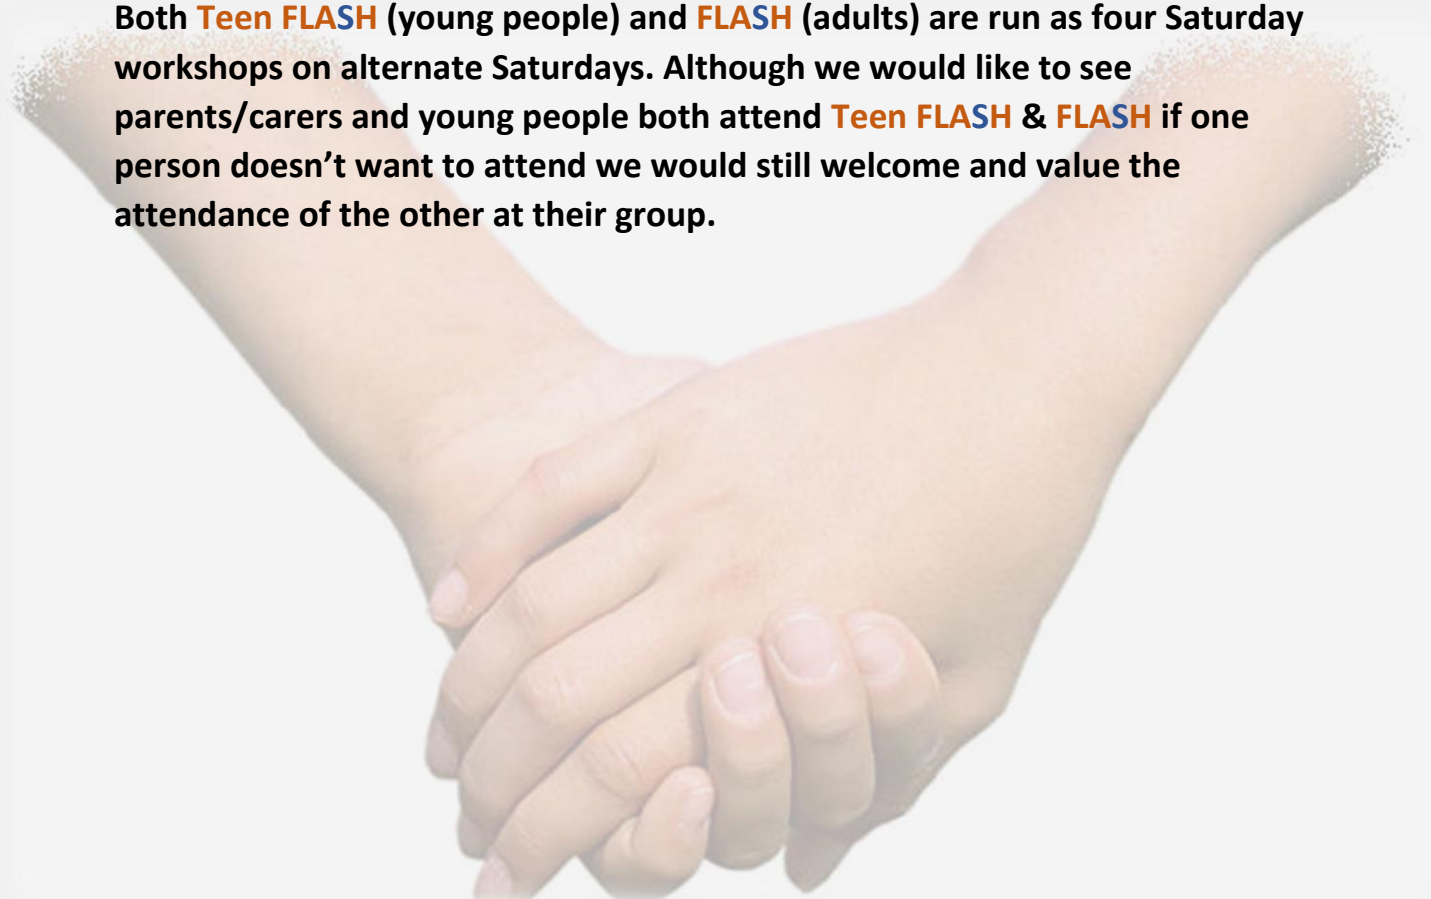 Both Teen FLASH (young people) and FLASH (adults) are run as four Saturday
workshops on alternate Saturdays. Although we would like to see
parents/carers and young people both attend Teen FLASH & FLASH if one
person doesn’t want to attend we would still welcome and value the
attendance of the other at their group.